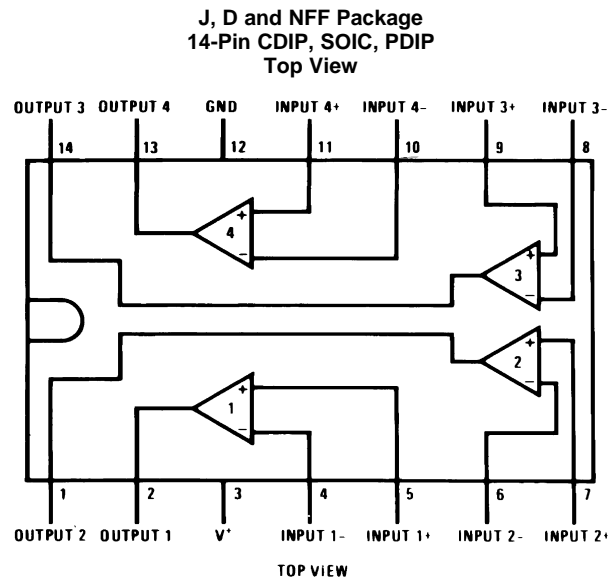 J, D and NFF Package
14-Pin CDIP, SOIC, PDIP
Top View
OUTPUT 3 OUTPUT 4 GND INPUT 4+ INPUT 4- INPUT 3+ INPUT 3-
14 13 12 11 10 9 8
+
4
-
+
3
-
+
2
-
+
1
-
1 2 3 4 5 6 7
OUTPUT 2 OUTPUT 1 V+ INPUT 1- INPUT 1+ INPUT 2- INPUT 2+
TOP VIEW